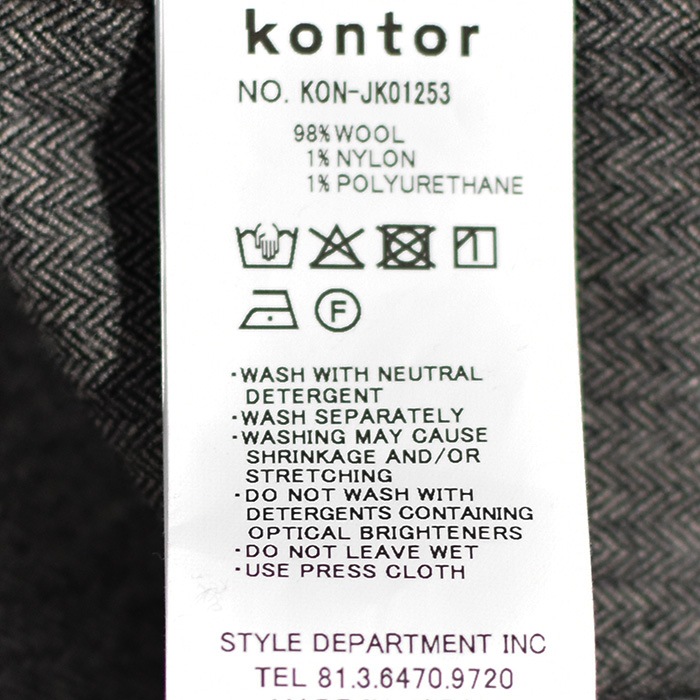 kontor
NO. KON-JK01253
98% WOOL
1% NYLON
1% POLYURETHANE
F
·WASH WITH NEUTRAL
DETERGENT
·WASH SEPARATELY
·WASHING MAY CAUSE
SHRINKAGE AND/OR
STRETCHING
·DO NOT WASH WITH
DETERGENTS CONTAINING
OPTICAL BRIGHTENERS
·DO NOT LEAVE WET
·USE PRESS CLOTH
STYLE DEPARTMENT INC
TEL 81.3.6470.9720